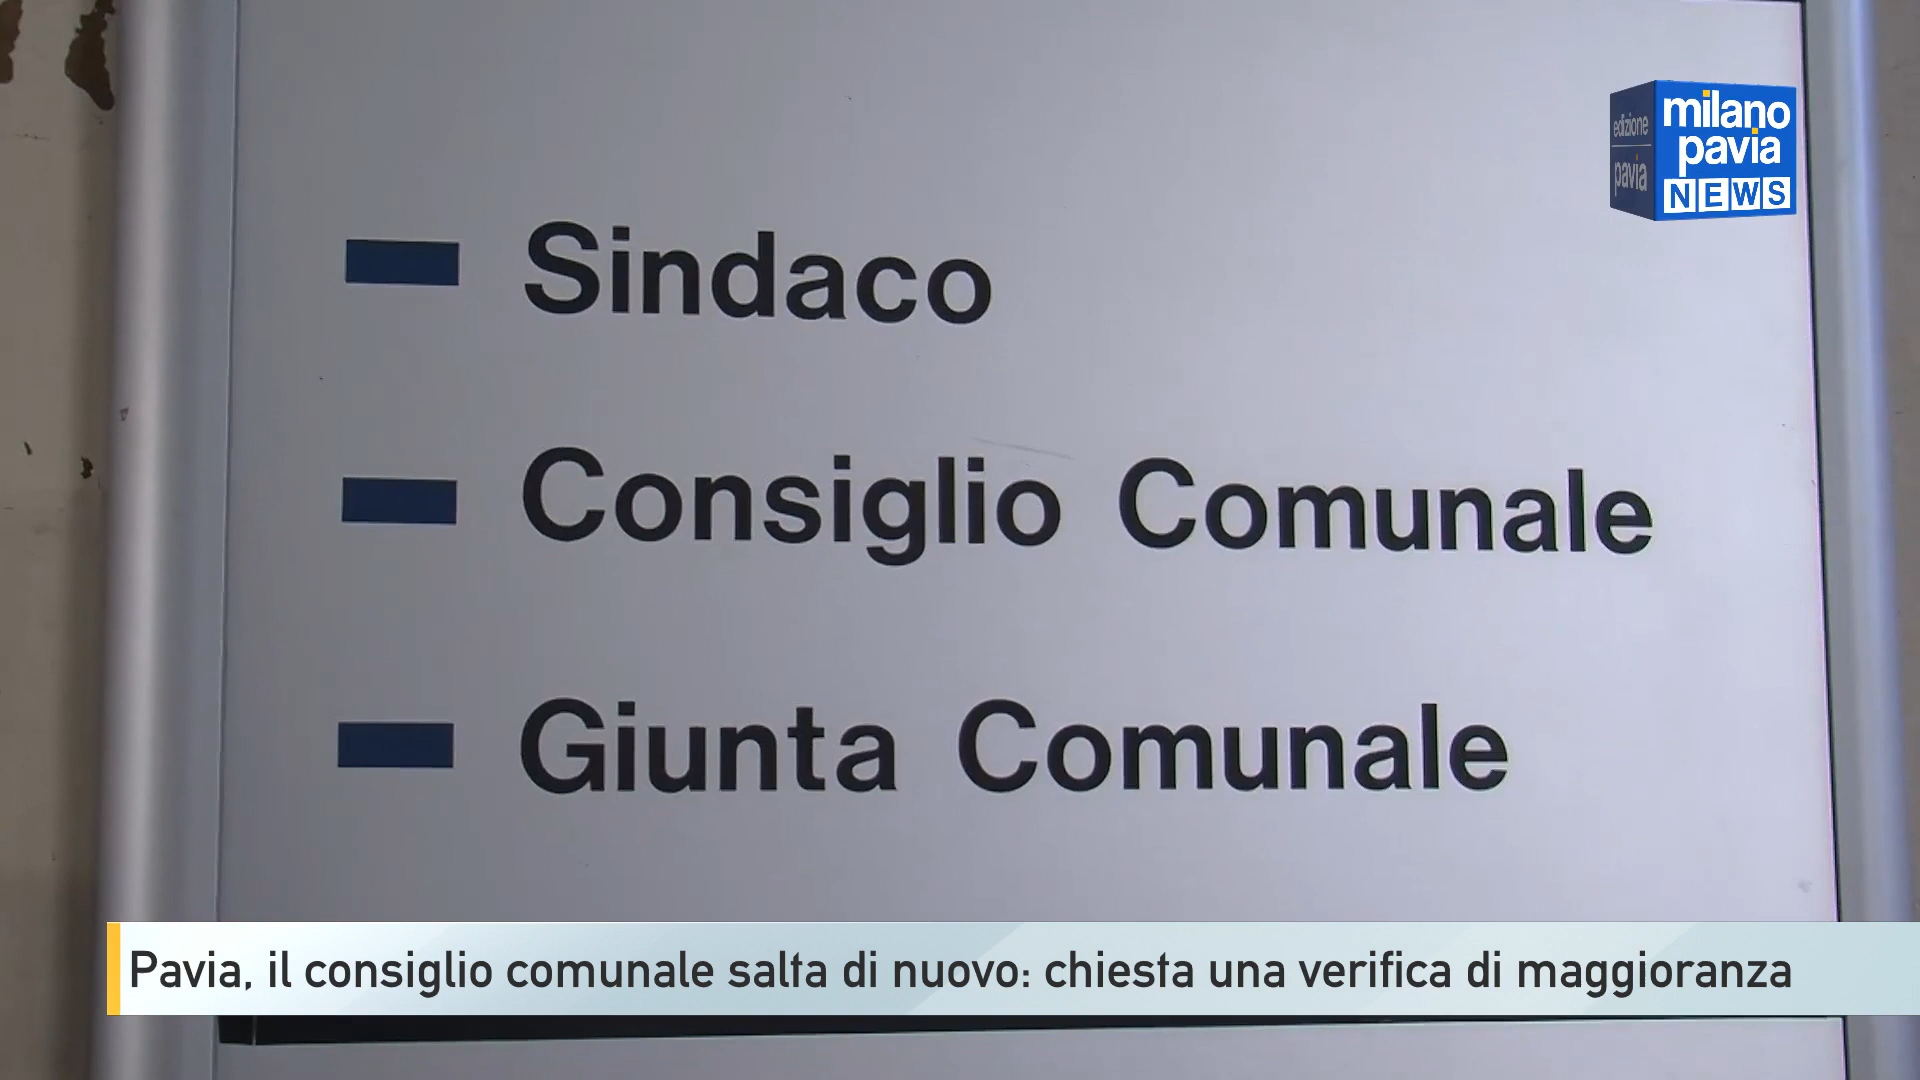 edizione
pavia
milano
pavia
NEWS
Sindaco
Consiglio Comunale
Giunta Comunale
Pavia, il consiglio comunale salta di nuovo: chiesta una verifica di maggioranza